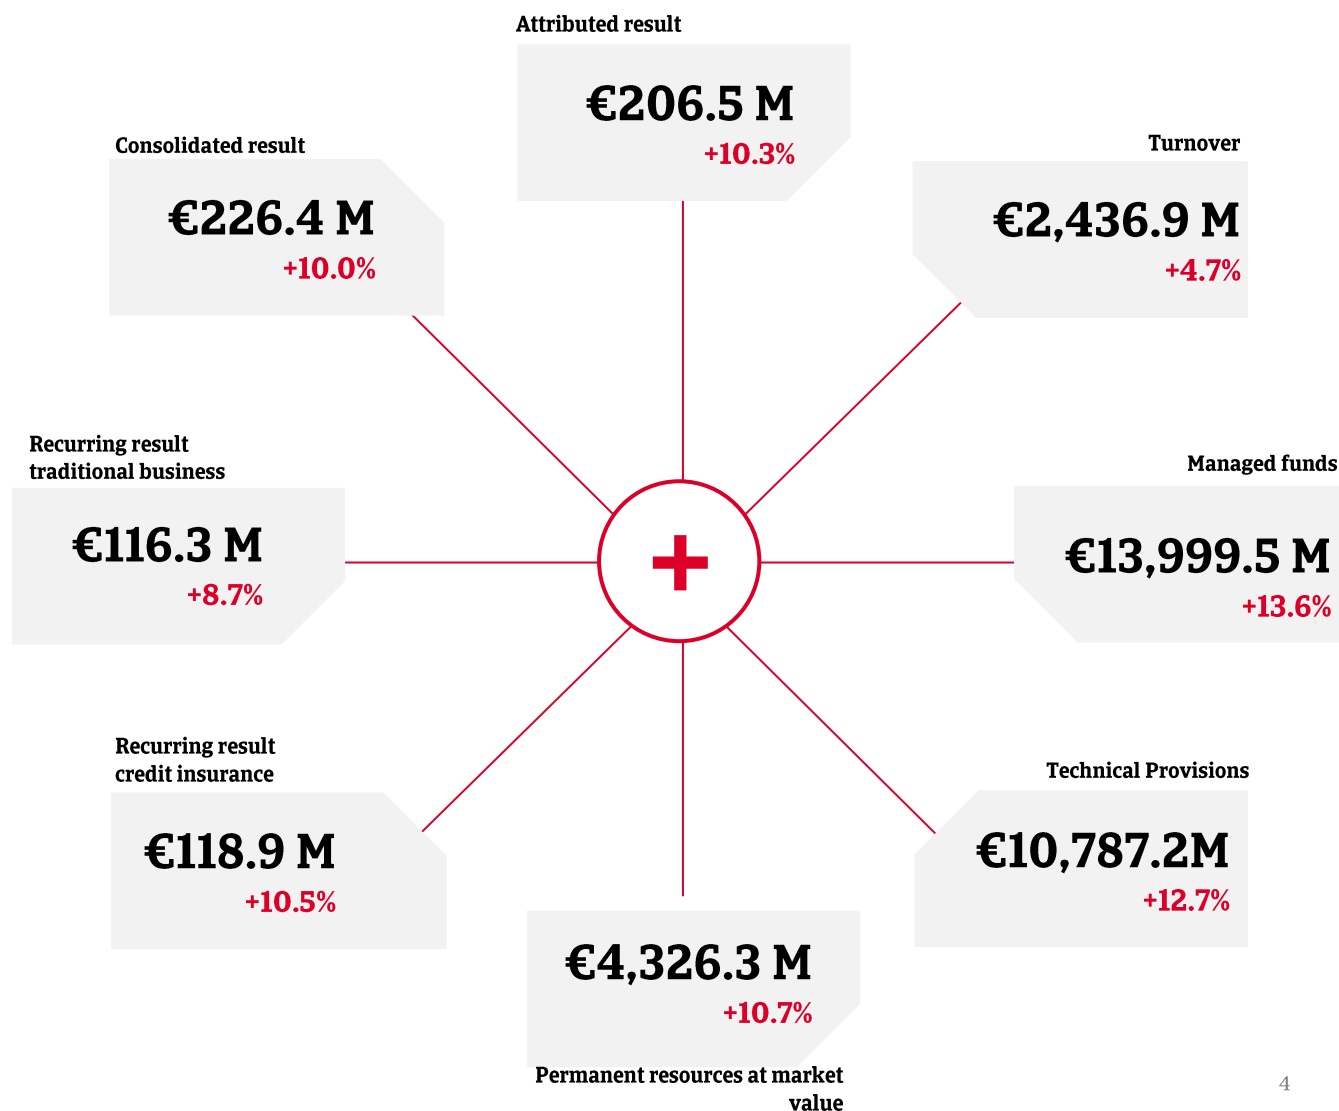 Attributed result
€206.5 M
+10.3%
Consolidated result
€226.4 M
+10.0%
Turnover
€2,436.9 M
+4.7%
Recurring result
traditional business
€116.3 M
+8.7%
Managed funds
€13,999.5 M
+13.6%
Recurring result
credit insurance
€118.9 M
+10.5%
Technical Provisions
€10,787.2M
+12.7%
€4,326.3 M
+10.7%
Permanent resources at market
value
4